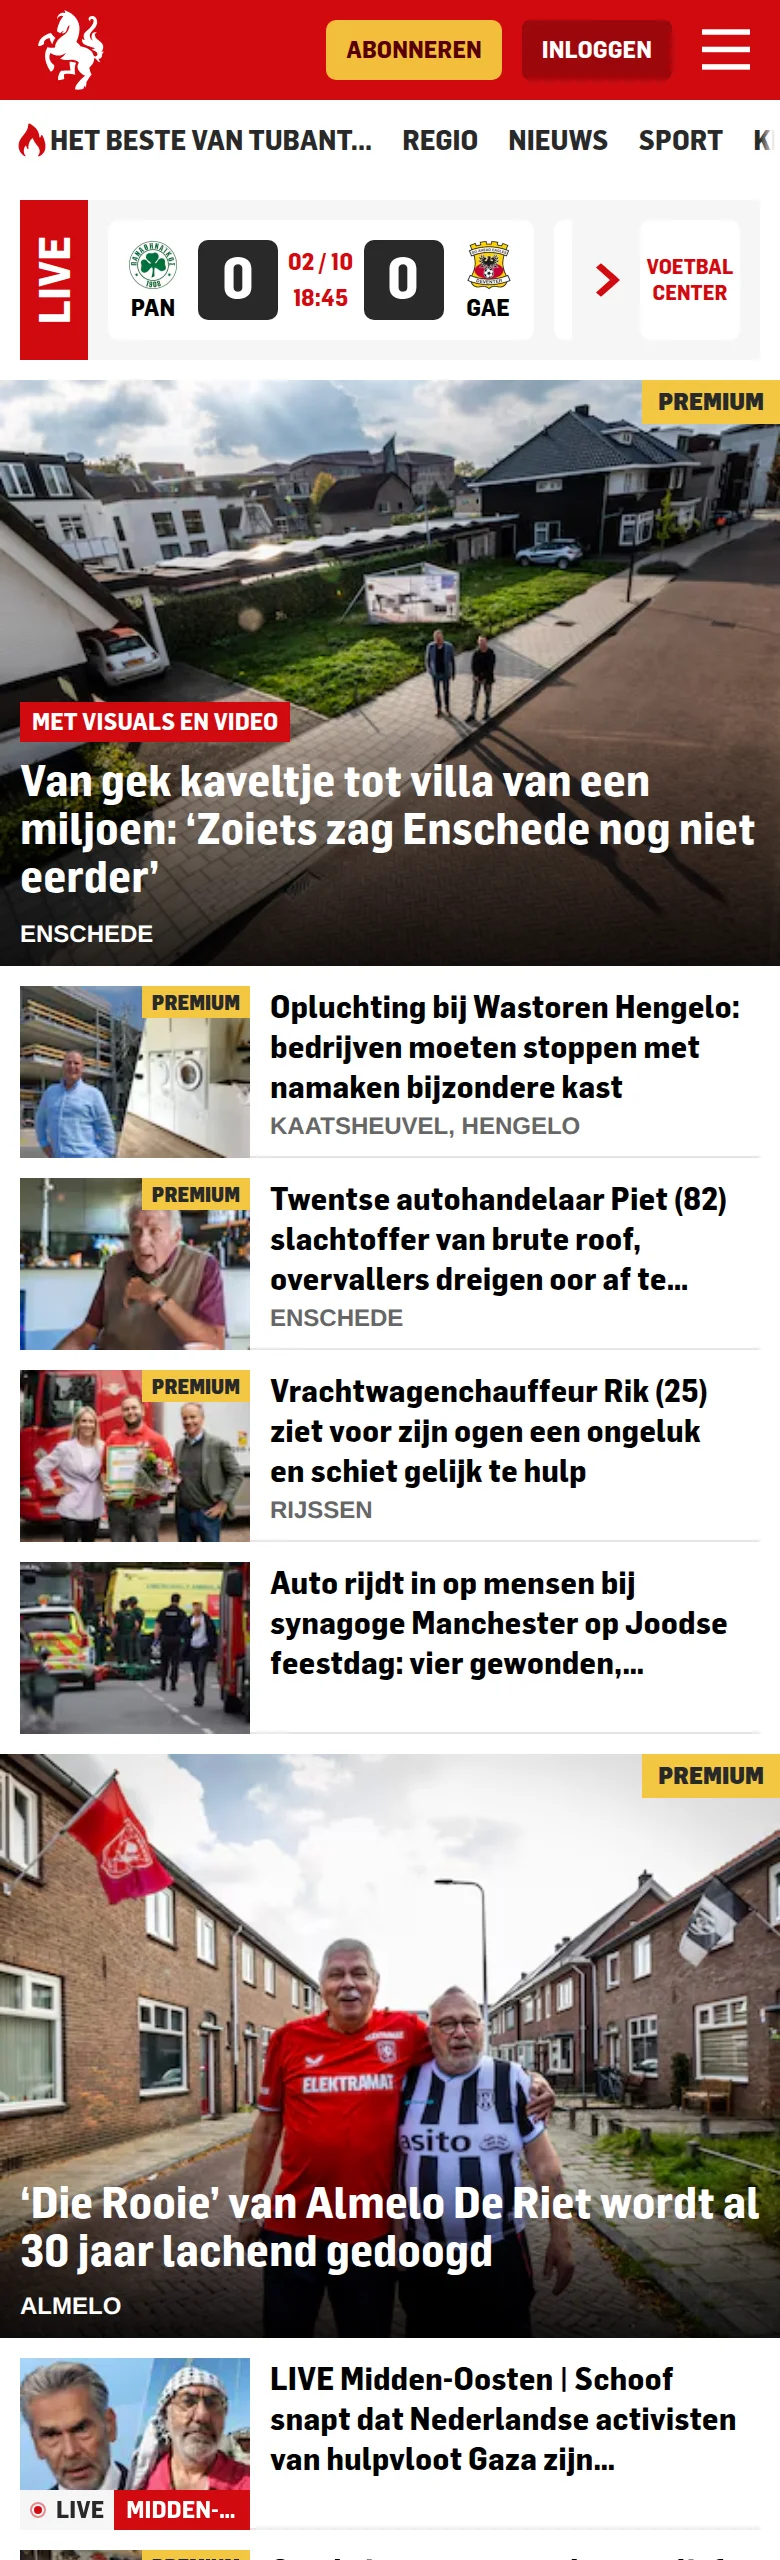 ABONNEREN
INLOGGEN
HET BESTE VAN TUBANT... REGIO NIEUWS SPORT
LIVE
PAN
0
02 / 10
18:45
0
GAE
VOETBAL
CENTER
PREMIUM
MET VISUALS EN VIDEO
Van gek kaveltje tot villa van een
miljoen: ‘Zoiets zag Enschede nog niet
eerder’
ENSCHEDE
PREMIUM
Opluchting bij Wastoren Hengelo:
bedrijven moeten stoppen met
namaken bijzondere kast
KAATSHEUVEL, HENGELO
PREMIUM
Twentse autohandelaar Piet (82)
slachtoffer van brute roof,
overvallers dreigen oor af te...
ENSCHEDE
PREMIUM
Vrachtwagenchauffeur Rik (25)
ziet voor zijn ogen een ongeluk
en schiet gelijk te hulp
RIJSSEN
Auto rijdt in op mensen bij
synagoge Manchester op Joodse
feestdag: vier gewonden,...
PREMIUM
ELEKTRAMAT
asito
‘Die Rooie’ van Almelo De Riet wordt al
30 jaar lachend gedoogd
ALMELO
LIVE Midden-Oosten | Schoof
snapt dat Nederlandse activisten
van hulpvloot Gaza zijn...
LIVE
MIDDEN-...